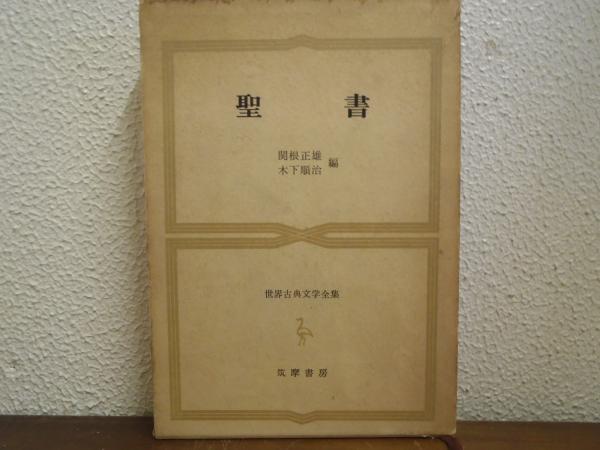 聖書
関根正雄
木下順治 編
世界古典文学全集
筑摩書房